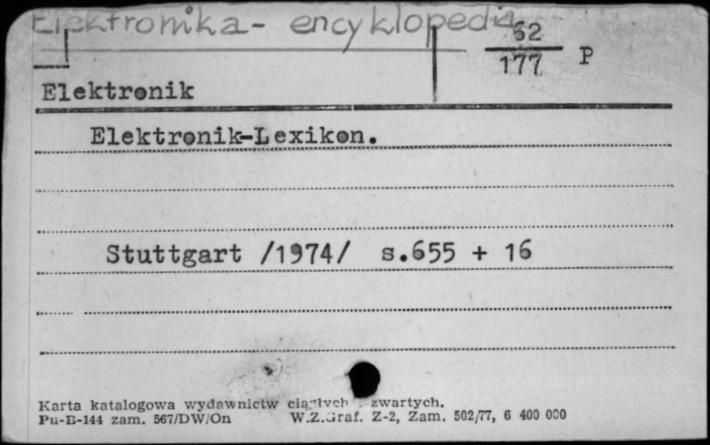 Elektronika - encyklopedia
62
177 P
Elektronik
Elektronik-Lexikon.
Stuttgart /1974/ s.655 + 16
Karta katalogowa wydawnictw ciągłych zwartych.
Pu-B-144 zam. 567/DW/On W.Z.Graf. Z-2, Zam. 502/77, 6 400 000